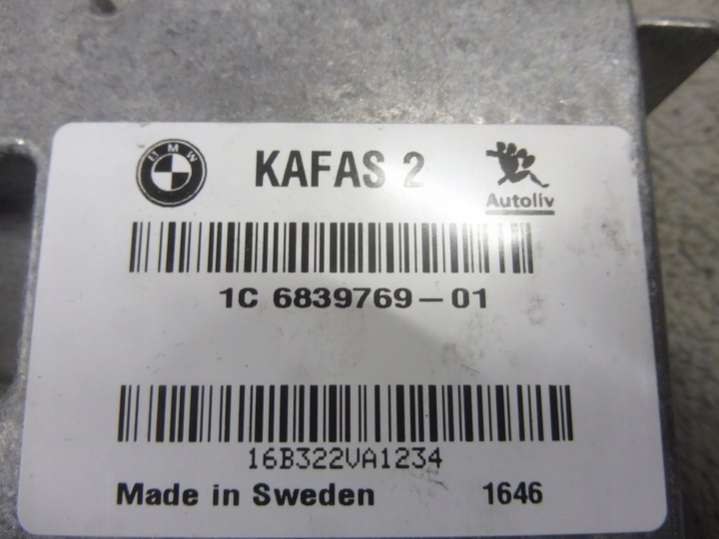 BMW KAFAS 2 Autoliv
1C 6839769-01
16B322VA1234
Made in Sweden 1646